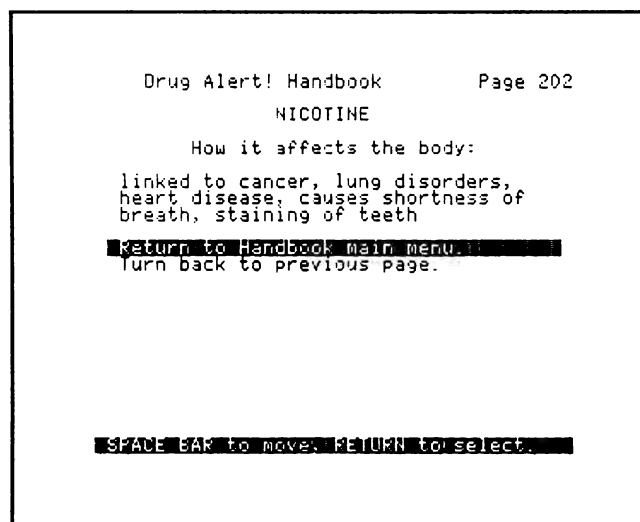 Drug Alert! Handbook Page 202
NICOTINE
How it affects the body:
linked to cancer, lung disorders,
heart disease, causes shortness of
breath, staining of teeth
Return to Handbook main menu.
Turn back to previous page.
SPACE BAR to move, RETURN to select.